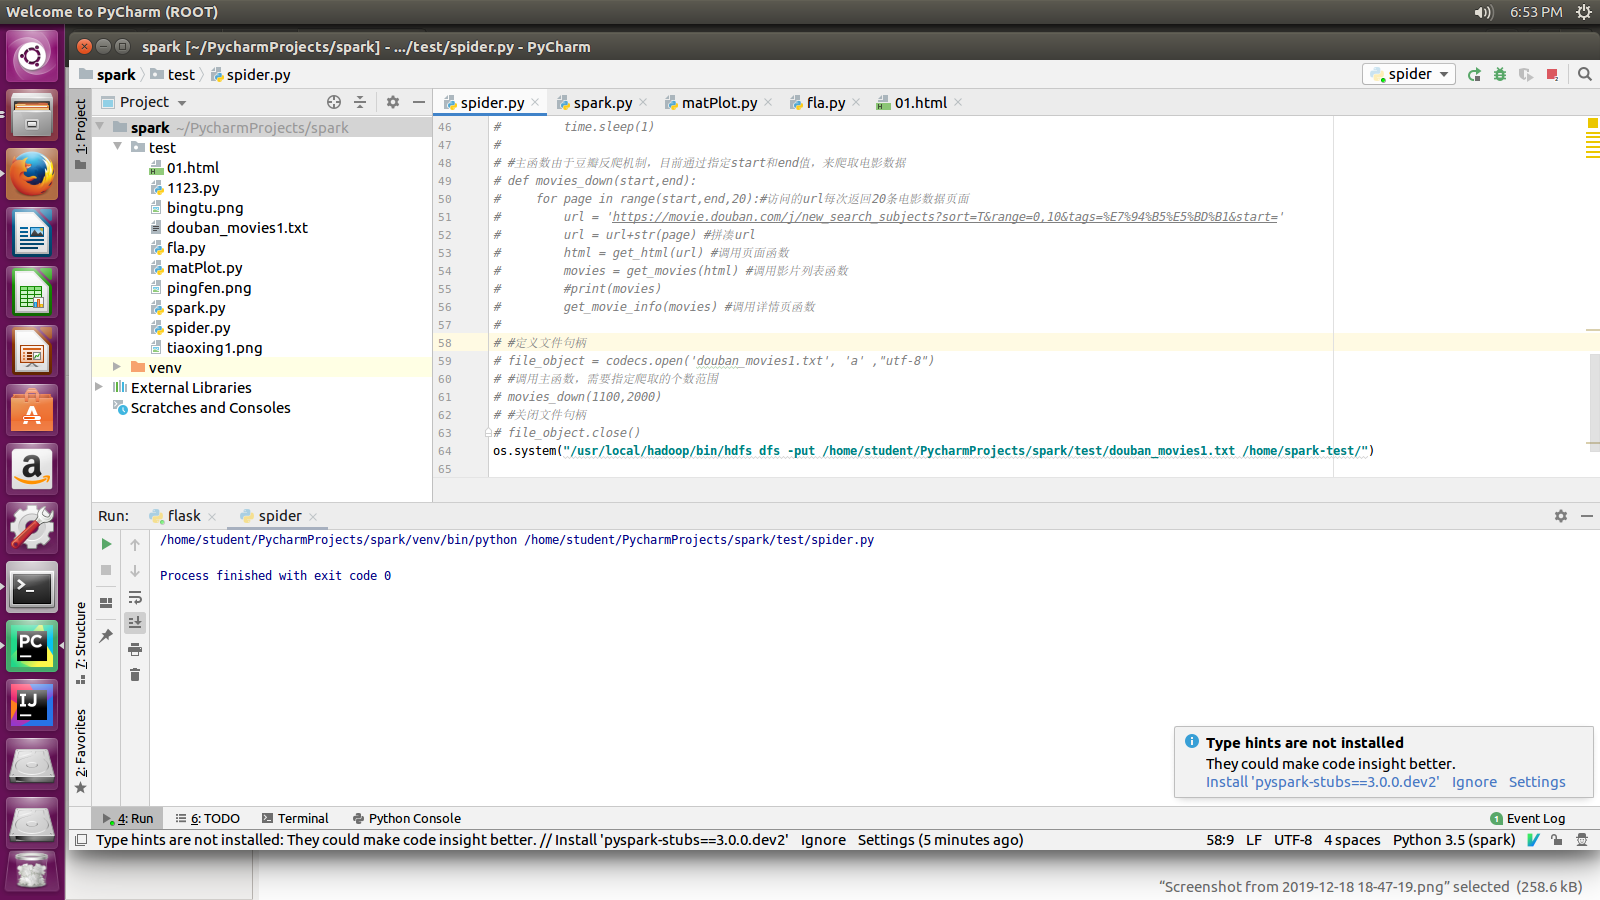 Welcome to PyCharm (ROOT)
6:53 PM
spark [~/PycharmProjects/spark] - .../test/spider.py - PyCharm
spark
test
spider.py
spider
1: Project
Project
spider.py
spark.py
matPlot.py
fla.py
01.html
spark ~/PycharmProjects/spark
test
01.html
1123.py
bingtu.png
douban_movies1.txt
fla.py
matPlot.py
pingfen.png
spark.py
spider.py
tiaoxing1.png
venv
External Libraries
Scratches and Consoles
46 # time.sleep(1)
47 #
48 # #主函数由于豆瓣反爬机制，目前通过指定start和end值，来爬取电影数据
49 # def movies_down(start,end):
50 # for page in range(start,end,20):#访问的url每次返回20条电影数据页面
51 # url = 'https://movie.douban.com/j/new_search_subjects?sort=T&range=0,10&tags=%E7%94%B5%E5%BD%B1&start='
52 # url = url+str(page) #拼凑url
53 # html = get_html(url) #调用页面函数
54 # movies = get_movies(html) #调用影片列表函数
55 # #print(movies)
56 # get_movie_info(movies) #调用详情页函数
57 #
58 # #定义文件句柄
59 # file_object = codecs.open('douban_movies1.txt', 'a' ,"utf-8")
60 # #调用主函数，需要指定爬取的个数范围
61 # movies_down(1100,2000)
62 # #关闭文件句柄
63 # file_object.close()
64 os.system("/usr/local/hadoop/bin/hdfs dfs -put /home/student/PycharmProjects/spark/test/douban_movies1.txt /home/spark-test/")
65
Run:
flask
spider
/home/student/PycharmProjects/spark/venv/bin/python /home/student/PycharmProjects/spark/test/spider.py
Process finished with exit code 0
7: Structure
2: Favorites
PC
IJ
Type hints are not installed
They could make code insight better.
Install 'pyspark-stubs==3.0.0.dev2' Ignore Settings
4: Run
6: TODO
Terminal
Python Console
1 Event Log
Type hints are not installed: They could make code insight better. // Install 'pyspark-stubs==3.0.0.dev2' Ignore Settings (5 minutes ago)
58:9 LF UTF-8 4 spaces Python 3.5 (spark)
"Screenshot from 2019-12-18 18-47-19.png" selected (258.6 kB)